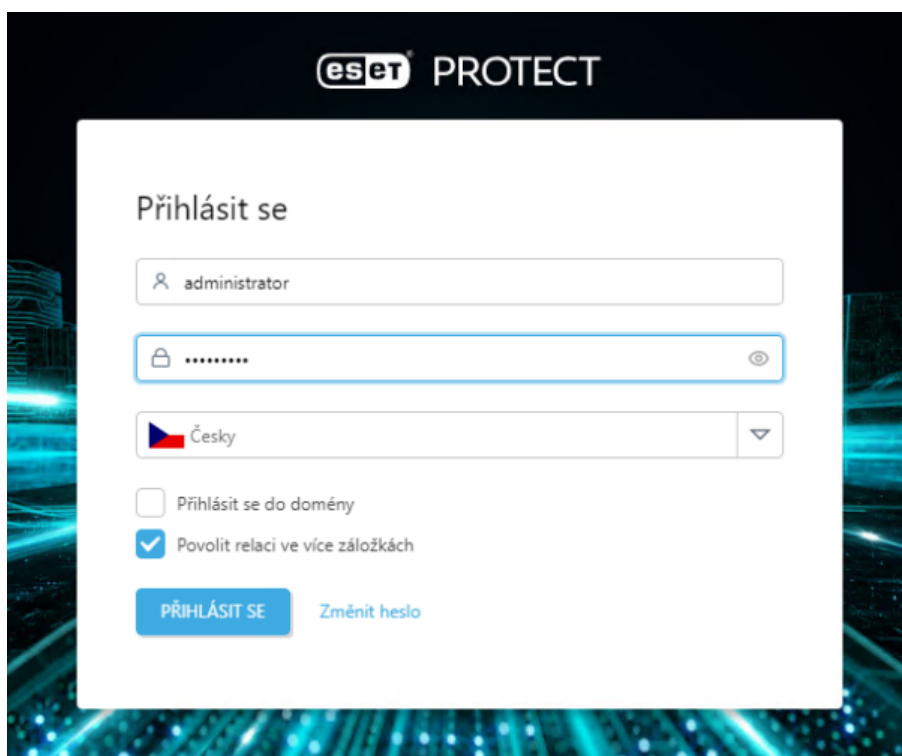 eset® PROTECT
Přihlásit se
administrator
•••••••••
Česky
Přihlásit se do domény
Povolit relaci ve více záložkách
PŘIHLÁSIT SE Změnit heslo